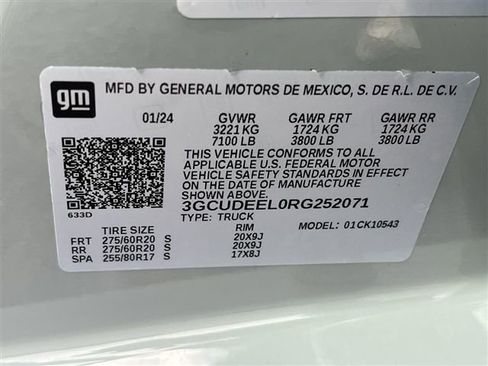 gm MFD BY GENERAL MOTORS DE MEXICO, S. DE R.L. DE C.V.
01/24 GVWR GAWR FRT GAWR RR
3221 KG 1724 KG 1724 KG
7100 LB 3800 LB 3800 LB
THIS VEHICLE CONFORMS TO ALL
APPLICABLE U.S. FEDERAL MOTOR
VEHICLE SAFETY STANDARDS IN EFFECT
ON THE DATE OF MANUFACTURE SHOWN ABOVE.
3GCUDEEL0RG252071
633D
TYPE: TRUCK MODEL: 01CK10543
TIRE SIZE RIM
FRT 275/60R20 S 20X9J
RR 275/60R20 S 20X9J
SPA 255/80R17 S 17X8J